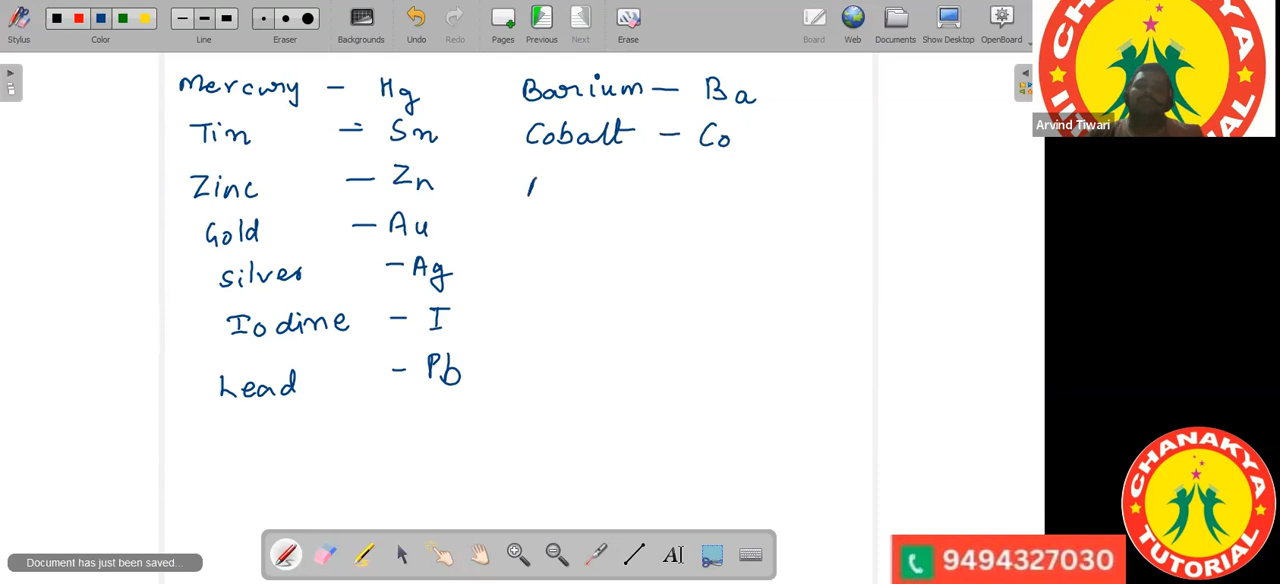 Stylus
Color
Line
Eraser
Backgrounds
Undo
Redo
Pages
Previous
Next
Erase
Board
Web
Documents
Show Desktop
OpenBoard
Mercury - Hg
Tin - Sn
Zinc - Zn
Gold - Au
Silver - Ag
Iodine - I
Lead - Pb
Barium - Ba
Cobalt - Co
Arvind Tiwari
Document has just been saved...
CHANAKYA
TUTORIAL
9494327030